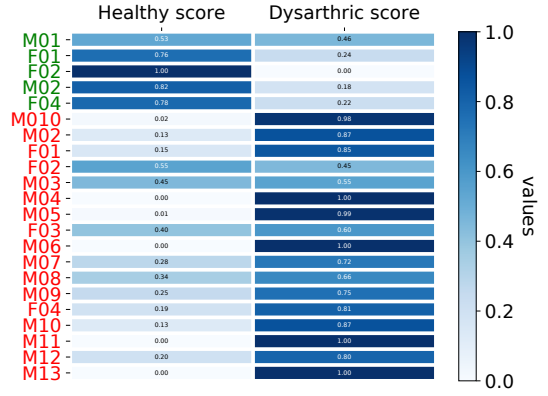 Healthy score Dysarthric score
M01 0.53 0.46
F01 0.76 0.24
F02 1.00 0.00
M02 0.82 0.18
F04 0.78 0.22
M010 0.02 0.98
M02 0.13 0.87
F01 0.15 0.85
F02 0.55 0.45
M03 0.45 0.55
M04 0.00 1.00
M05 0.01 0.99
F03 0.40 0.60
M06 0.00 1.00
M07 0.28 0.72
M08 0.34 0.66
M09 0.25 0.75
F04 0.19 0.81
M10 0.13 0.87
M11 0.00 1.00
M12 0.20 0.80
M13 0.00 1.00
1.0
0.8
0.6
0.4
0.2
0.0
values